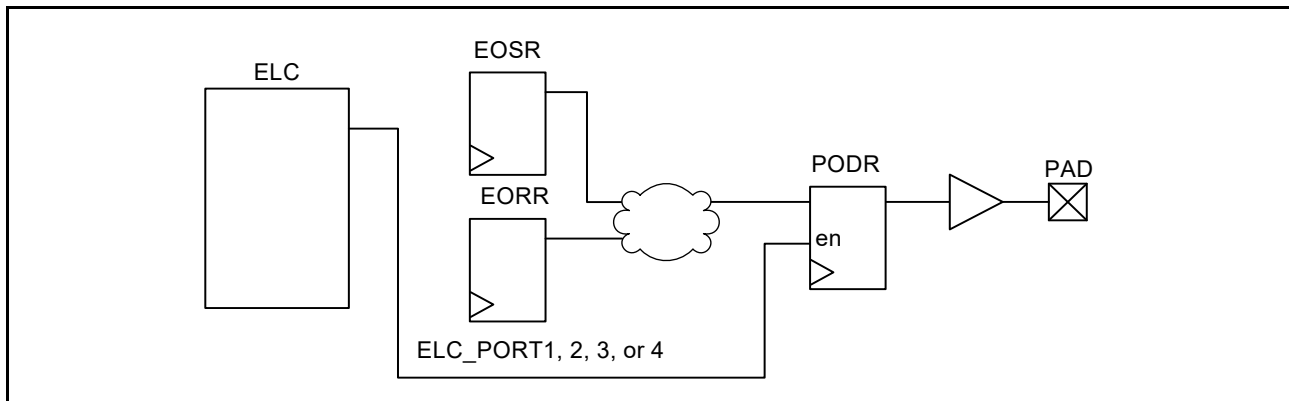 EOSR
ELC
EORR
PODR
PAD
en
ELC_PORT1, 2, 3, or 4